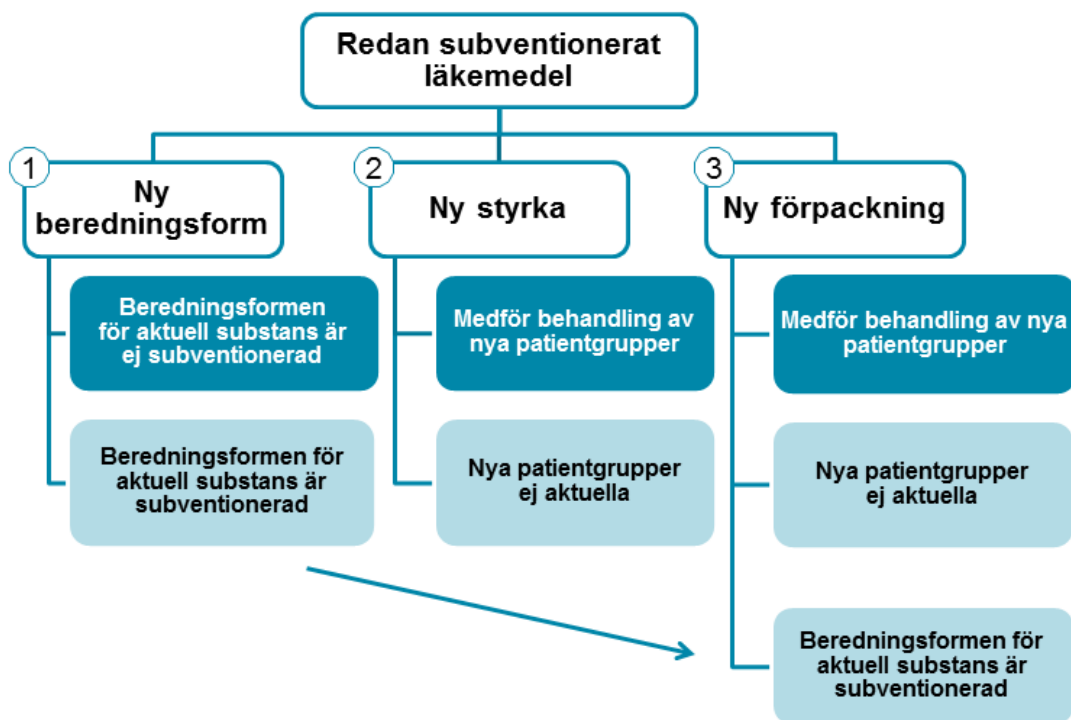 Redan subventionerat
läkemedel
1
Ny
beredningsform
Beredningsformen
för aktuell substans är
ej subventionerad
Beredningsformen för
aktuell substans är
subventionerad
2
Ny styrka
Medför behandling av
nya patientgrupper
Nya patientgrupper
ej aktuella
3
Ny förpackning
Medför behandling av nya
patientgrupper
Nya patientgrupper
ej aktuella
Beredningsformen för
aktuell substans är
subventionerad